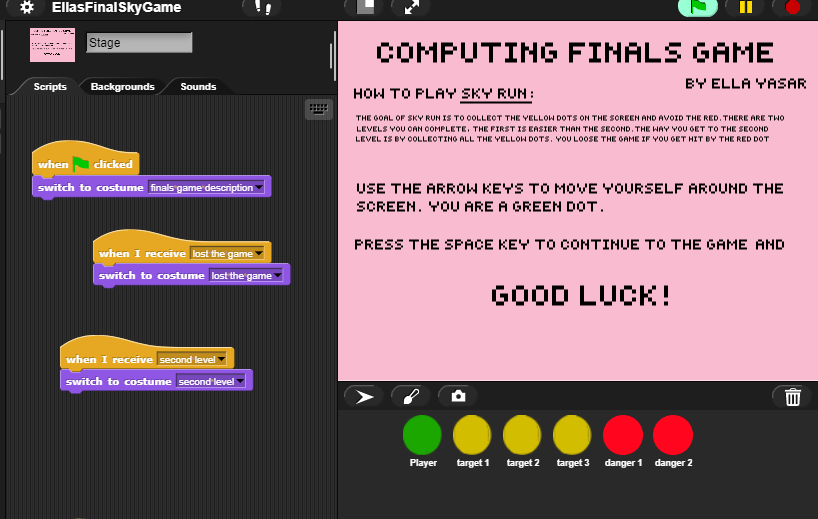 EllasFinalSkyGame
Stage
Scripts
Backgrounds
Sounds
when clicked
switch to costume finals game description
when I receive lost the game
switch to costume lost the game
when I receive second level
switch to costume second level
COMPUTING FINALS GAME
BY ELLA YASAR
HOW TO PLAY SKY RUN:
THE GOAL OF SKY RUN IS TO COLLECT THE YELLOW DOTS ON THE SCREEN AND AVOID THE RED. THERE ARE TWO
LEVELS YOU CAN COMPLETE. THE FIRST IS EASIER THAN THE SECOND. THE WAY YOU GET TO THE SECOND
LEVEL IS BY COLLECTING ALL THE YELLOW DOTS. YOU LOOSE THE GAME IF YOU GET HIT BY THE RED DOT
USE THE ARROW KEYS TO MOVE YOURSELF AROUND THE
SCREEN. YOU ARE A GREEN DOT.
PRESS THE SPACE KEY TO CONTINUE TO THE GAME AND
GOOD LUCK!
Player
target 1
target 2
target 3
danger 1
danger 2